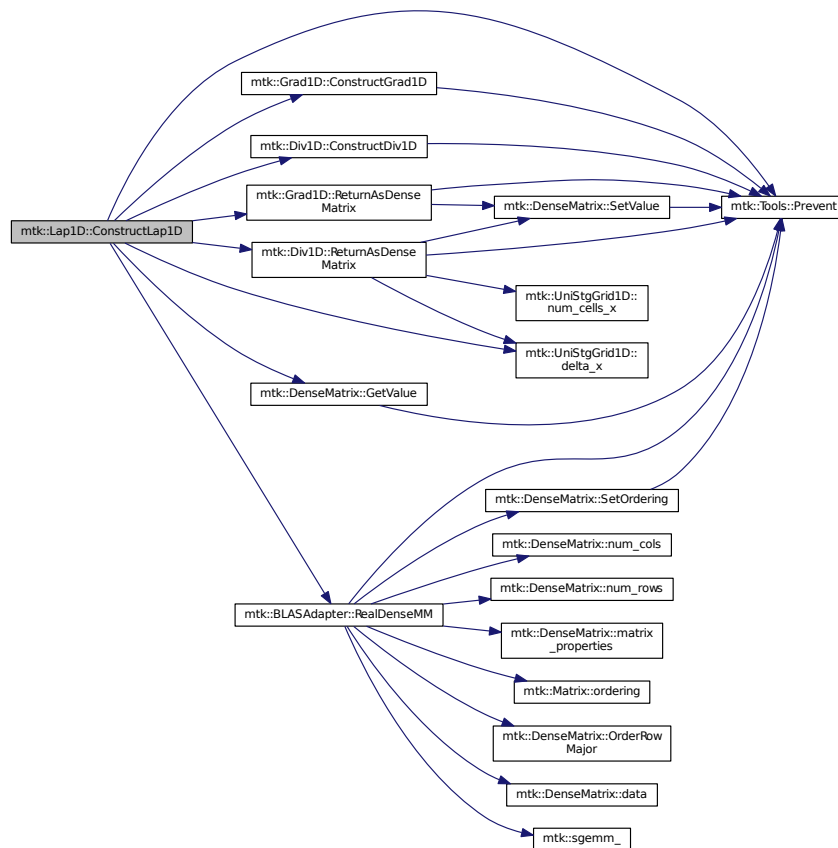 mtk::Grad1D::ConstructGrad1D
mtk::Div1D::ConstructDiv1D
mtk::Grad1D::ReturnAsDense
Matrix
mtk::DenseMatrix::SetValue
mtk::Tools::Prevent
mtk::Lap1D::ConstructLap1D
mtk::Div1D::ReturnAsDense
Matrix
mtk::UniStgGrid1D::
num_cells_x
mtk::UniStgGrid1D::
delta_x
mtk::DenseMatrix::GetValue
mtk::DenseMatrix::SetOrdering
mtk::DenseMatrix::num_cols
mtk::DenseMatrix::num_rows
mtk::BLASAdapter::RealDenseMM
mtk::DenseMatrix::matrix
_properties
mtk::Matrix::ordering
mtk::DenseMatrix::OrderRow
Major
mtk::DenseMatrix::data
mtk::sgemm_